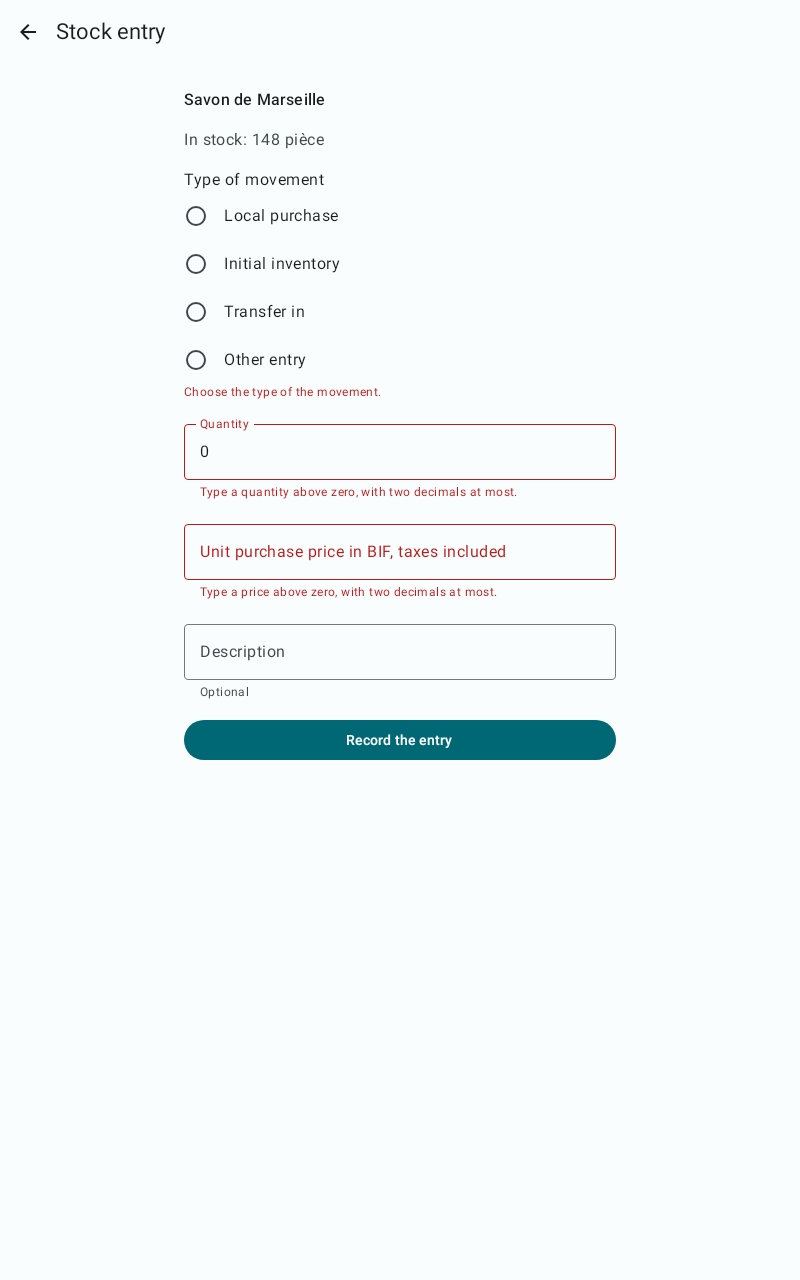 Stock entry
Savon de Marseille
In stock: 148 pièce
Type of movement
Local purchase
Initial inventory
Transfer in
Other entry
Choose the type of the movement.
Quantity
0
Type a quantity above zero, with two decimals at most.
Unit purchase price in BIF, taxes included
Type a price above zero, with two decimals at most.
Description
Optional
Record the entry